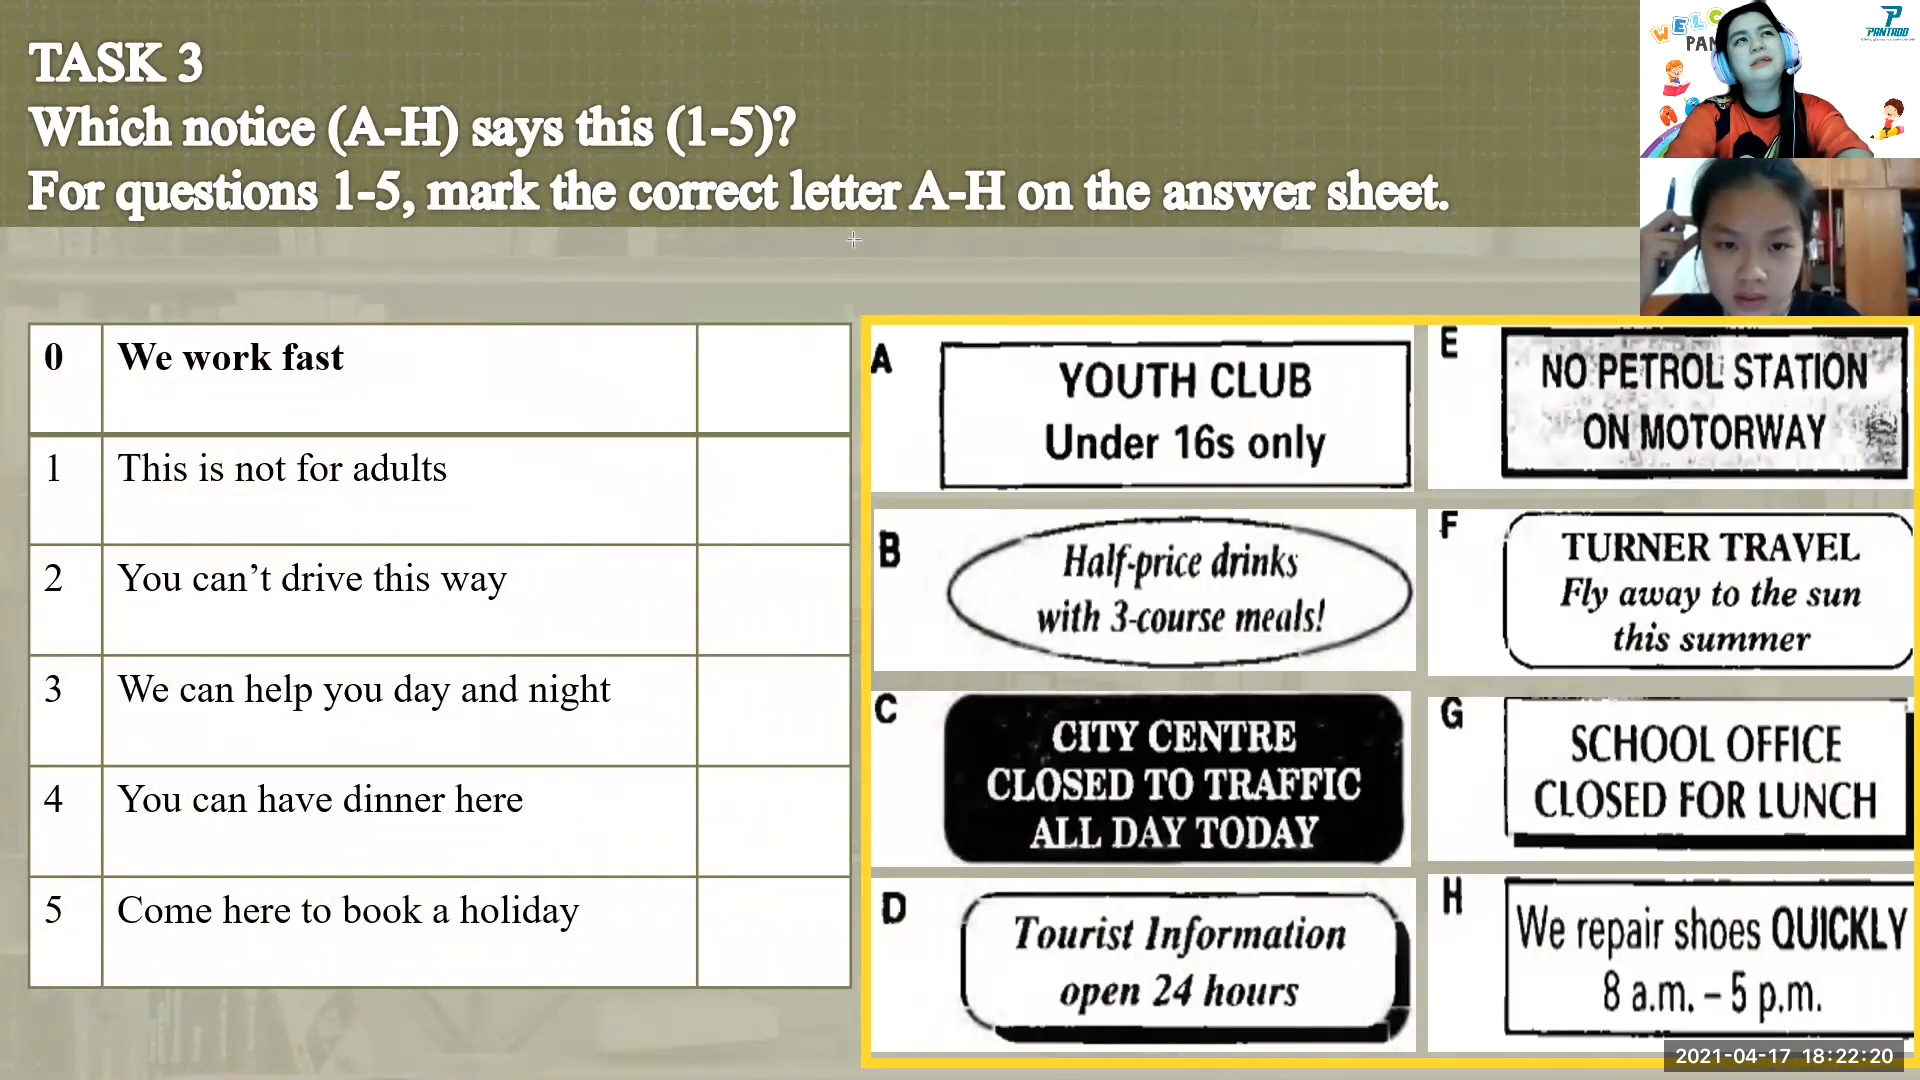 TASK 3
Which notice (A-H) says this (1-5)?
For questions 1-5, mark the correct letter A-H on the answer sheet.
0 We work fast
1 This is not for adults
2 You can’t drive this way
3 We can help you day and night
4 You can have dinner here
5 Come here to book a holiday
A
YOUTH CLUB
Under 16s only
B
Half-price drinks
with 3-course meals!
C
CITY CENTRE
CLOSED TO TRAFFIC
ALL DAY TODAY
D
Tourist Information
open 24 hours
E
NO PETROL STATION
ON MOTORWAY
F
TURNER TRAVEL
Fly away to the sun
this summer
G
SCHOOL OFFICE
CLOSED FOR LUNCH
H
We repair shoes QUICKLY
8 a.m. – 5 p.m.
WELC
PAN
PANTADO
2021-04-17 18:22:20